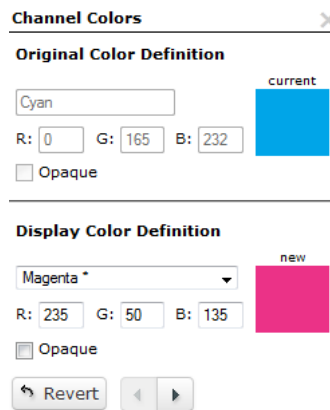 Channel Colors
Original Color Definition
current
Cyan
R: 0 G: 165 B: 232
Opaque
Display Color Definition
new
Magenta *
R: 235 G: 50 B: 135
Opaque
Revert